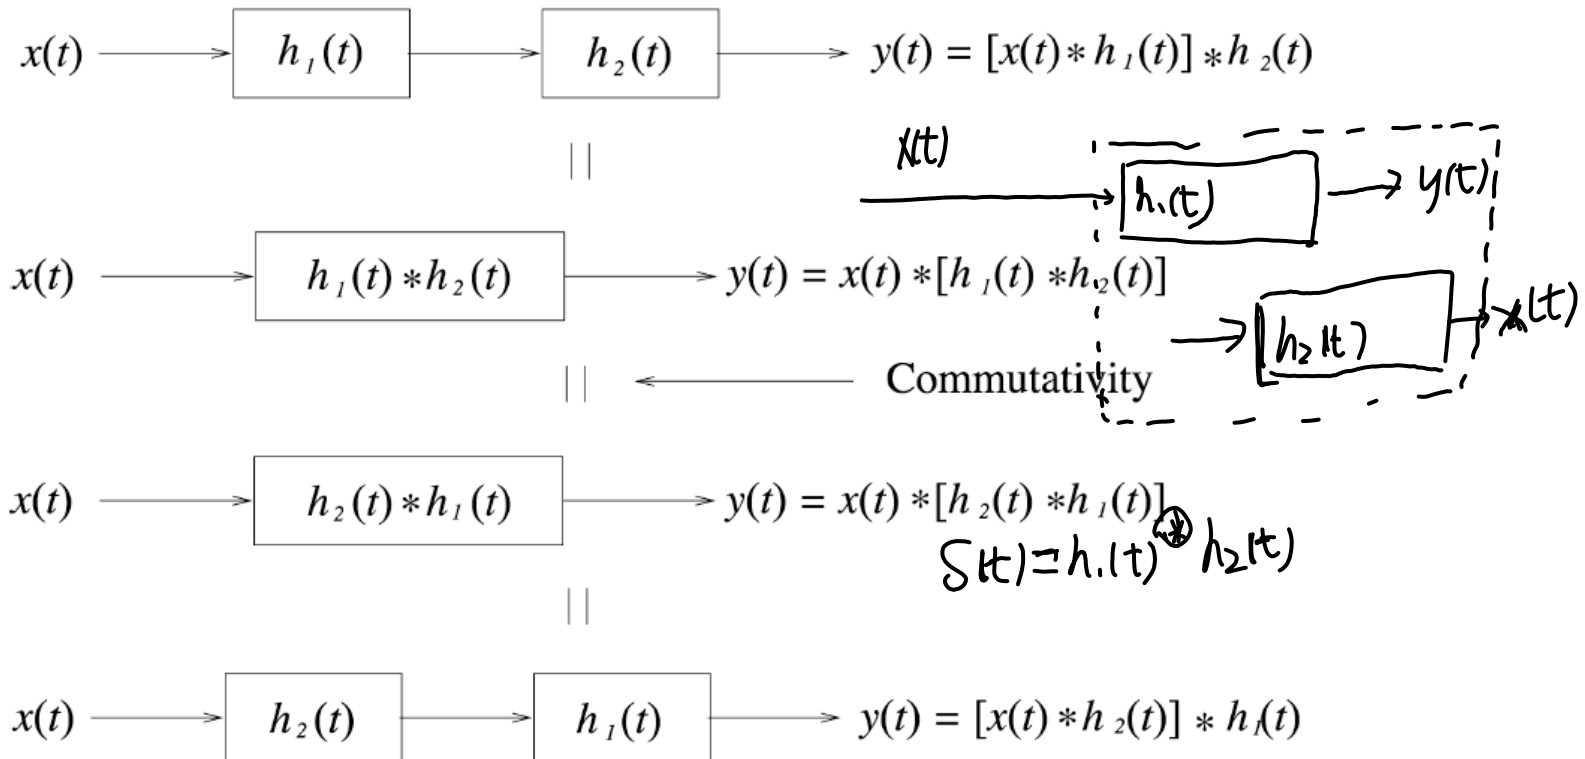 x(t) h₁(t) h₂(t) y(t) = [x(t) * h₁(t)] * h₂(t)
||
x(t)
h₁(t) y(t)
x(t) h₁(t) * h₂(t) y(t) = x(t) * [h₁(t) * h₂(t)]
h₂(t) x(t)
|| Commutativity
x(t) h₂(t) * h₁(t) y(t) = x(t) * [h₂(t) * h₁(t)]
δ(t) = h₁(t) * h₂(t)
||
x(t) h₂(t) h₁(t) y(t) = [x(t) * h₂(t)] * h₁(t)